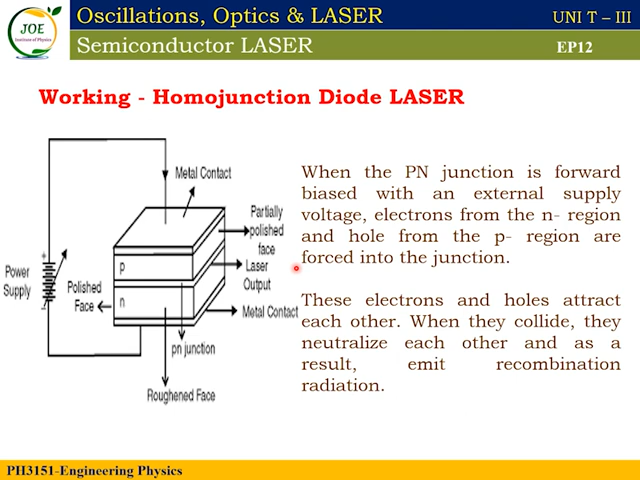 JOE
Institute of Physics
Oscillations, Optics & LASER
UNI T – III
Semiconductor LASER
EP12
Working - Homojunction Diode LASER
Metal Contact
Partially
polished
face
Laser
Output
Metal Contact
Power
Supply
+
–
Polished
Face
p
n
pn junction
Roughened Face
When the PN junction is forward
biased with an external supply
voltage, electrons from the n- region
and hole from the p- region are
forced into the junction.
These electrons and holes attract
each other. When they collide, they
neutralize each other and as a
result, emit recombination
radiation.
PH3151-Engineering Physics